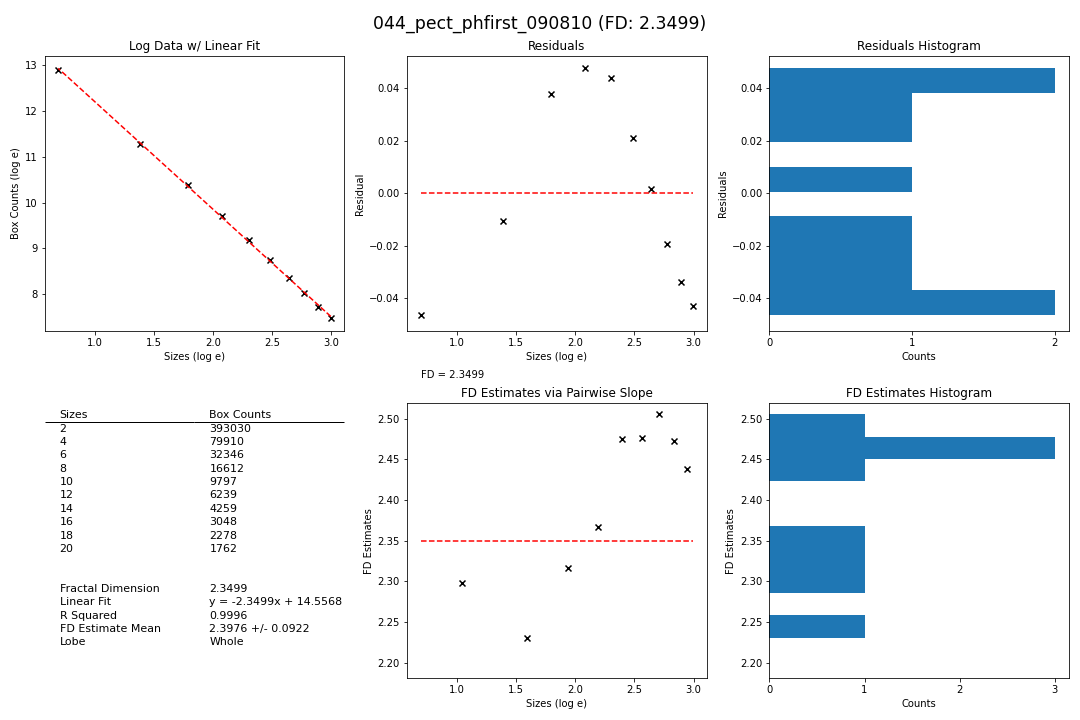 044_pect_phfirst_090810 (FD: 2.3499)
Log Data w/ Linear Fit
Box Counts (log e)
13
12
11
10
9
8
1.0 1.5 2.0 2.5 3.0
Sizes (log e)
Residuals
Residual
0.04
0.02
0.00
−0.02
−0.04
1.0 1.5 2.0 2.5 3.0
Sizes (log e)
Residuals Histogram
Residuals
0.04
0.02
0.00
−0.02
−0.04
0 1 2
Counts
Sizes Box Counts
2 393030
4 79910
6 32346
8 16612
10 9797
12 6239
14 4259
16 3048
18 2278
20 1762
Fractal Dimension 2.3499
Linear Fit y = -2.3499x + 14.5568
R Squared 0.9996
FD Estimate Mean 2.3976 +/- 0.0922
Lobe Whole
FD = 2.3499
FD Estimates via Pairwise Slope
FD Estimates
2.50
2.45
2.40
2.35
2.30
2.25
2.20
1.0 1.5 2.0 2.5 3.0
Sizes (log e)
FD Estimates Histogram
FD Estimates
2.50
2.45
2.40
2.35
2.30
2.25
2.20
0 1 2 3
Counts